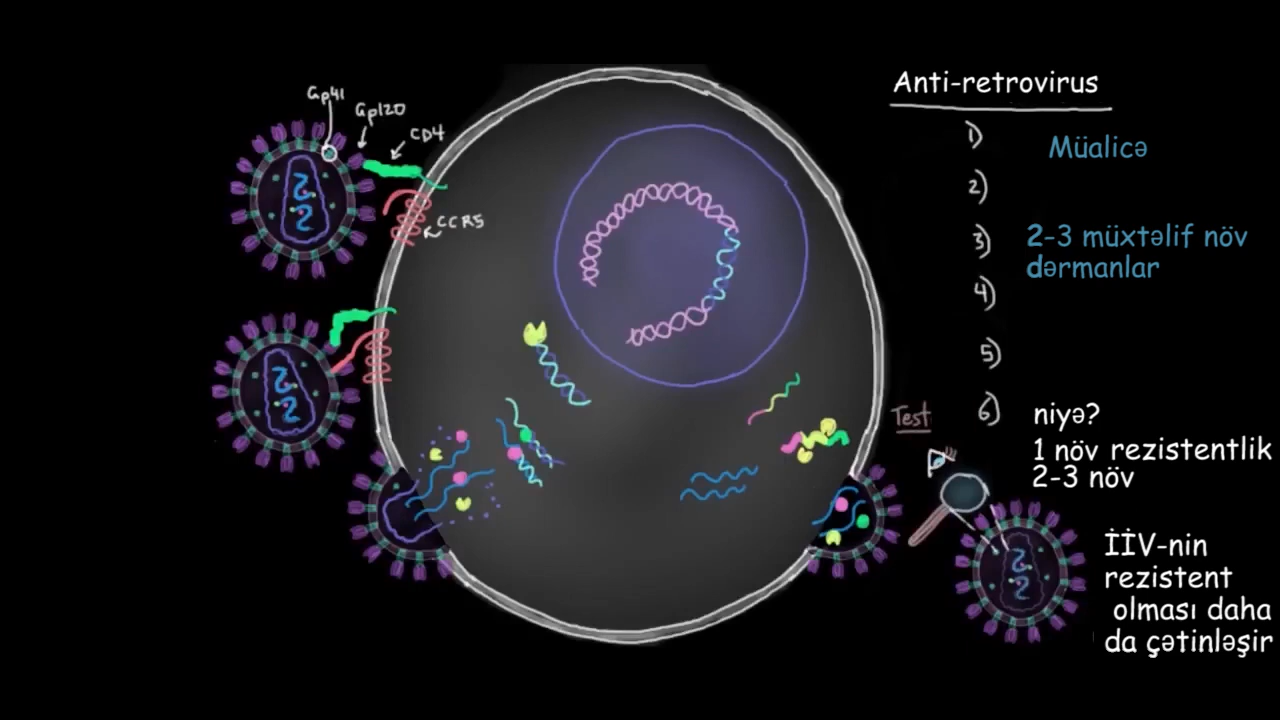 Gp41
Gp120
CD4
CCR5
Anti-retrovirus
1)
Müalicə
2)
3)
2-3 müxtəlif növ
dərmanlar
4)
5)
Test
6)
niyə?
1 növ rezistentlik
2-3 növ
İİV-nin
rezistent
olması daha
da çətinləşir